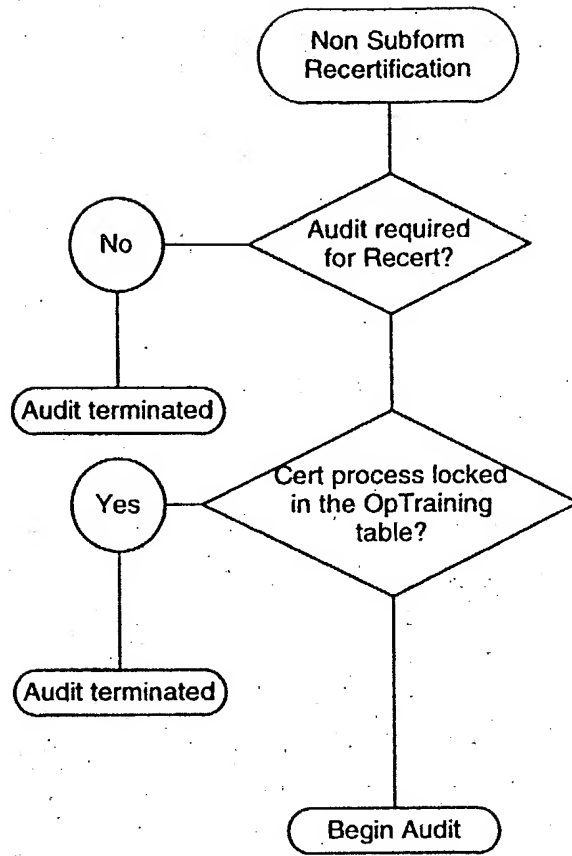 Non Subform
Recertification
No
Audit required
for Recert?
Audit terminated
Yes
Cert process locked
in the OpTraining
table?
Audit terminated
Begin Audit